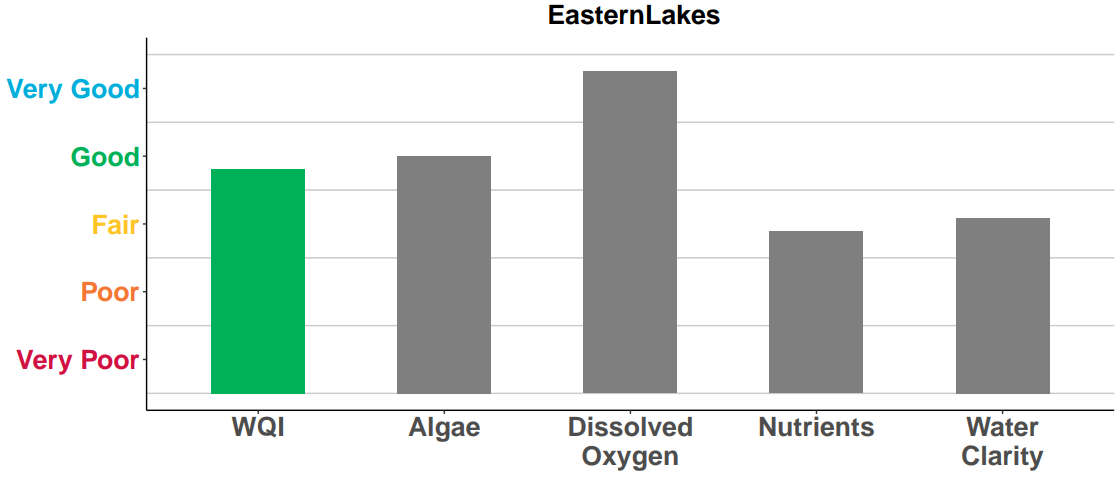 EasternLakes
Very Good
Good
Fair
Poor
Very Poor
WQI
Algae
Dissolved
Oxygen
Nutrients
Water
Clarity